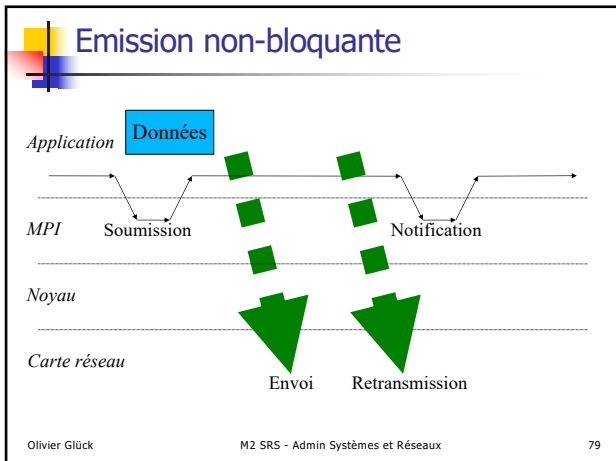 Emission non-bloquante
Application
Données
MPI
Soumission
Notification
Noyau
Carte réseau
Envoi
Retransmission
Olivier Glück
M2 SRS - Admin Systèmes et Réseaux
79